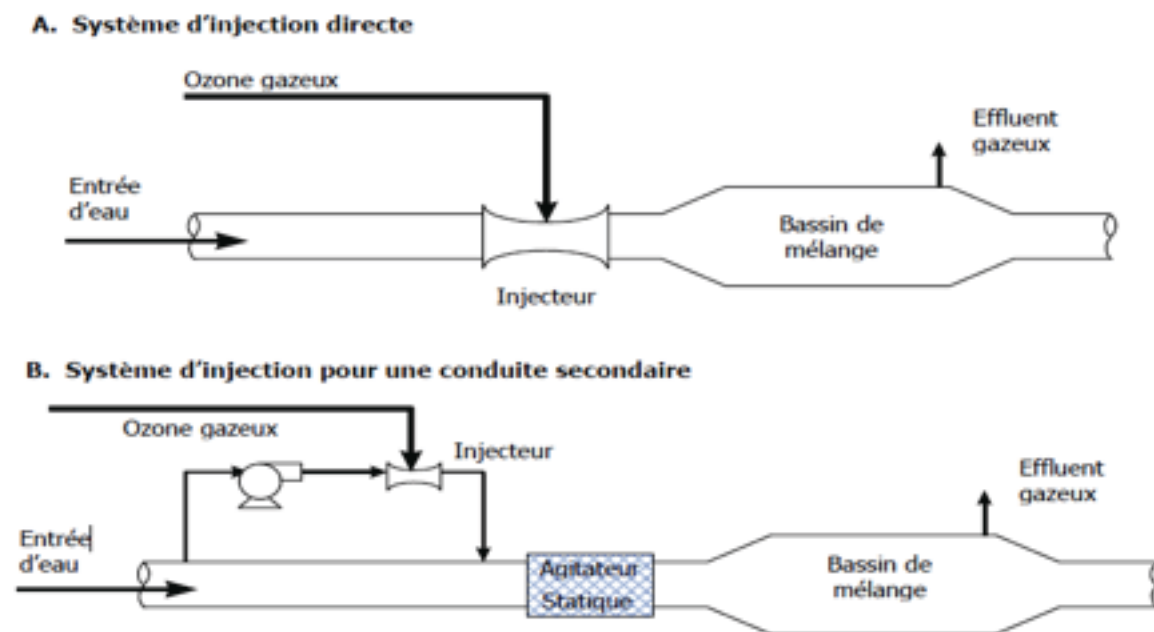 A. Système d'injection directe
Ozone gazeux
Effluent
gazeux
Entrée
d'eau
Bassin de
mélange
Injecteur
B. Système d'injection pour une conduite secondaire
Ozone gazeux
Injecteur
Effluent
gazeux
Entrée
d'eau
Agitateur
Statique
Bassin de
mélange